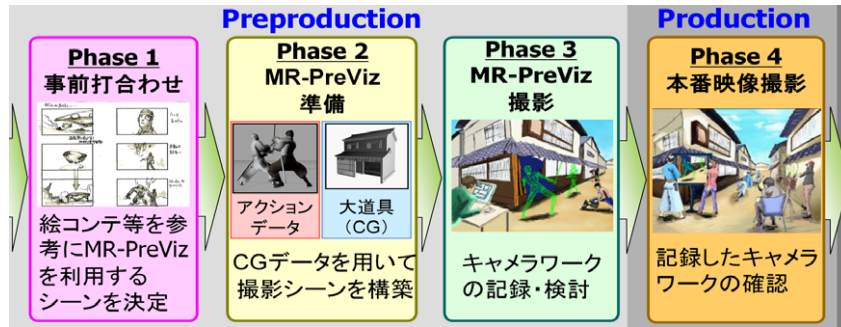 Preproduction
Production
Phase 1
事前打合わせ
絵コンテ等を参
考にMR-PreViz
を利用する
シーンを決定
Phase 2
MR-PreViz
準備
アクション
データ
大道具
（CG）
CGデータを用いて
撮影シーンを構築
Phase 3
MR-PreViz
撮影
キャメラワーク
の記録・検討
Phase 4
本番映像撮影
記録したキャメラ
ワークの確認